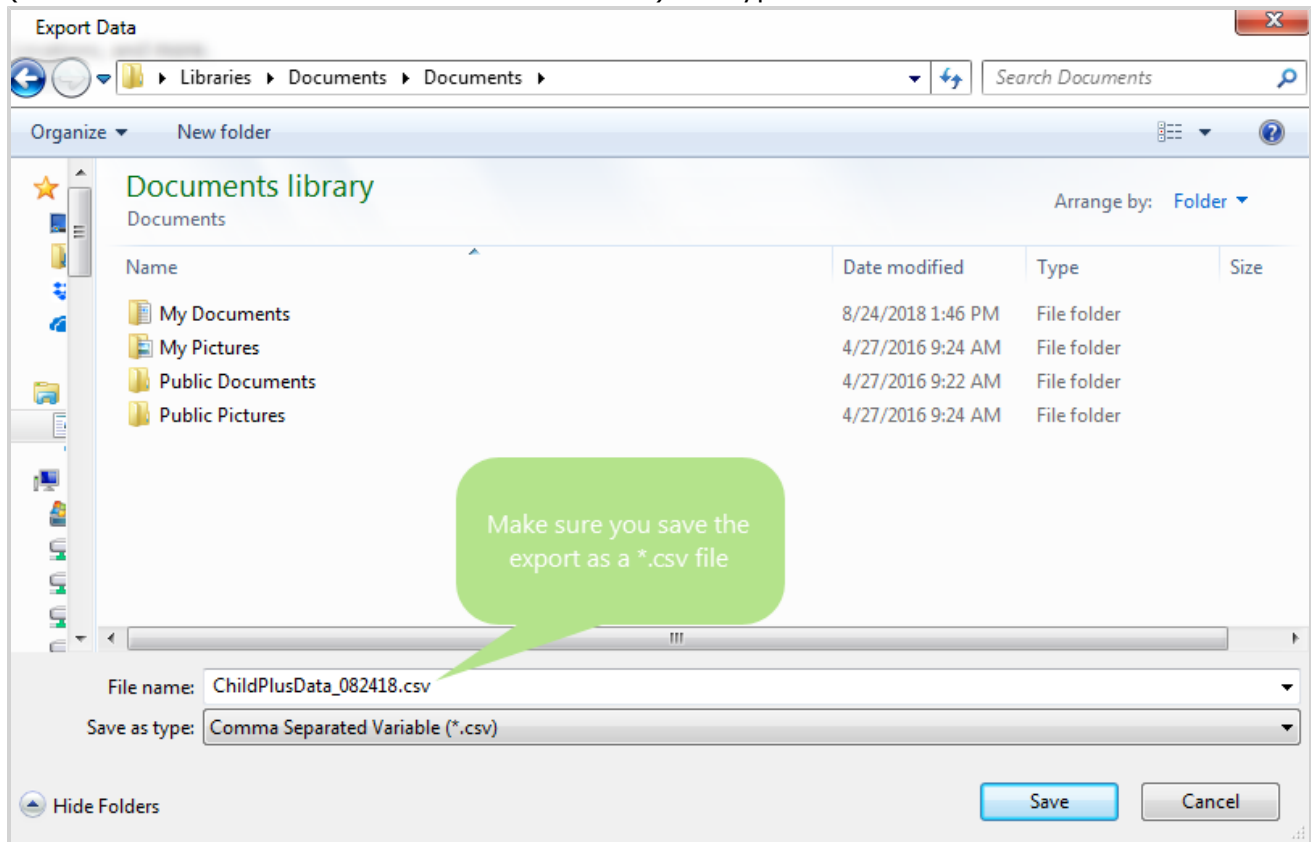 Export Data
Libraries Documents Documents
Search Documents
Organize New folder
Documents library
Documents
Arrange by: Folder
Name Date modified Type Size
My Documents 8/24/2018 1:46 PM File folder
My Pictures 4/27/2016 9:24 AM File folder
Public Documents 4/27/2016 9:22 AM File folder
Public Pictures 4/27/2016 9:24 AM File folder
Make sure you save the
export as a *.csv file
File name: ChildPlusData_082418.csv
Save as type: Comma Separated Variable (*.csv)
Hide Folders Save Cancel